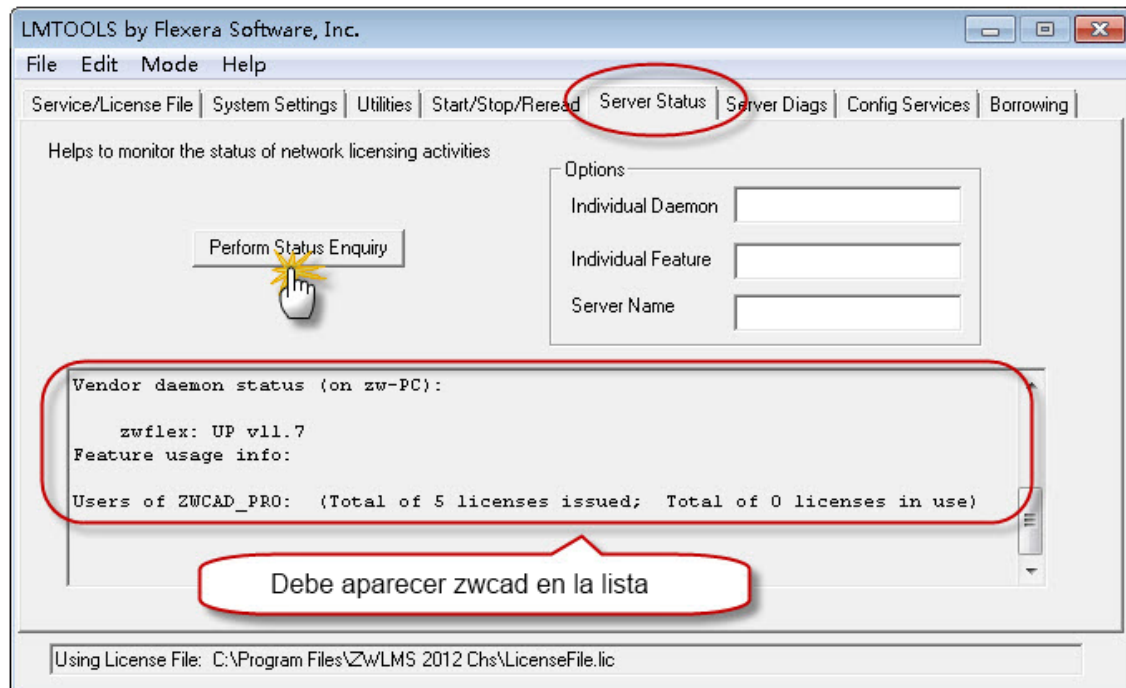 LMTOOLS by Flexera Software, Inc.
File Edit Mode Help
Service/License File System Settings Utilities Start/Stop/Reread Server Status Server Diags Config Services Borrowing
Helps to monitor the status of network licensing activities
Options
Individual Daemon
Perform Status Enquiry
Individual Feature
Server Name
Vendor daemon status (on zw-PC):
zwflex: UP v11.7
Feature usage info:
Users of ZWCAD_PRO: (Total of 5 licenses issued; Total of 0 licenses in use)
Debe aparecer zwcad en la lista
Using License File: C:\Program Files\ZWLMS 2012 Chs\LicenseFile.lic